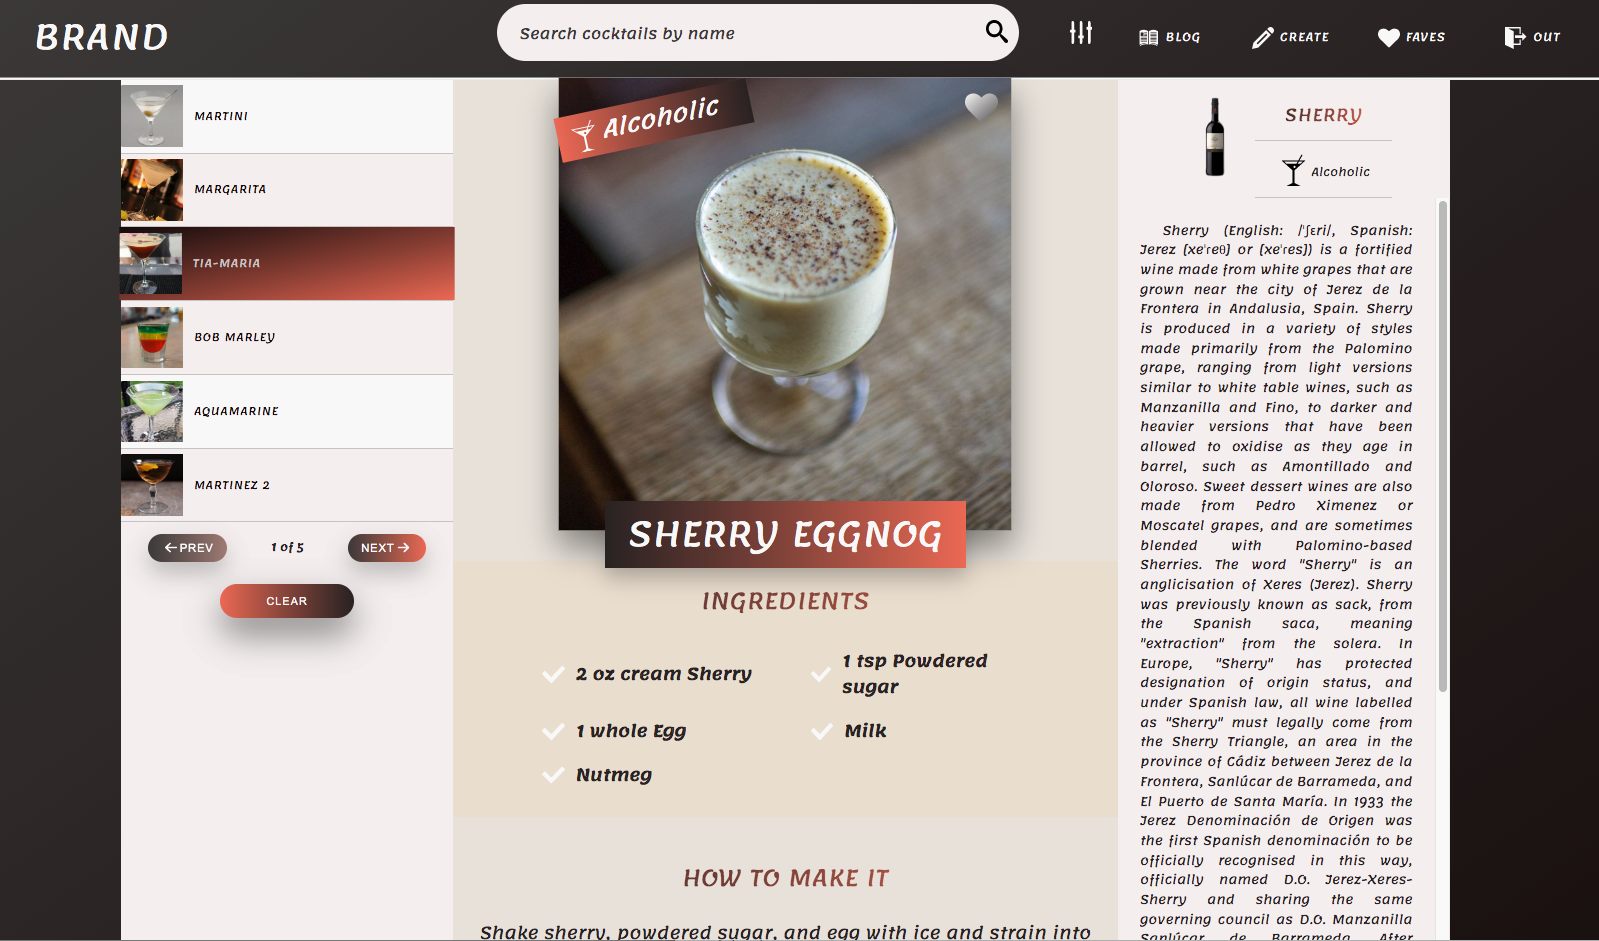 BRAND
Search cocktails by name
BLOG
CREATE
FAVES
OUT
MARTINI
MARGARITA
TIA-MARIA
BOB MARLEY
AQUAMARINE
MARTINEZ 2
PREV
1 of 5
NEXT
CLEAR
Alcoholic
SHERRY EGGNOG
INGREDIENTS
2 oz cream Sherry
1 tsp Powdered
sugar
1 whole Egg
Milk
Nutmeg
HOW TO MAKE IT
Shake sherry, powdered sugar, and egg with ice and strain into
SHERRY
Alcoholic
Sherry (English: /ˈʃɛri/, Spanish:
Jerez [xeˈreθ] or [xeˈres]) is a fortified
wine made from white grapes that are
grown near the city of Jerez de la
Frontera in Andalusia, Spain. Sherry
is produced in a variety of styles
made primarily from the Palomino
grape, ranging from light versions
similar to white table wines, such as
Manzanilla and Fino, to darker and
heavier versions that have been
allowed to oxidise as they age in
barrel, such as Amontillado and
Oloroso. Sweet dessert wines are also
made from Pedro Ximenez or
Moscatel grapes, and are sometimes
blended with Palomino-based
Sherries. The word "Sherry" is an
anglicisation of Xeres (Jerez). Sherry
was previously known as sack, from
the Spanish saca, meaning
"extraction" from the solera. In
Europe, "Sherry" has protected
designation of origin status, and
under Spanish law, all wine labelled
as "Sherry" must legally come from
the Sherry Triangle, an area in the
province of Cádiz between Jerez de la
Frontera, Sanlúcar de Barrameda, and
El Puerto de Santa María. In 1933 the
Jerez Denominación de Origen was
the first Spanish denominación to be
officially recognised in this way,
officially named D.O. Jerez-Xeres-
Sherry and sharing the same
governing council as D.O. Manzanilla
Sanlúcar de Barrameda. After